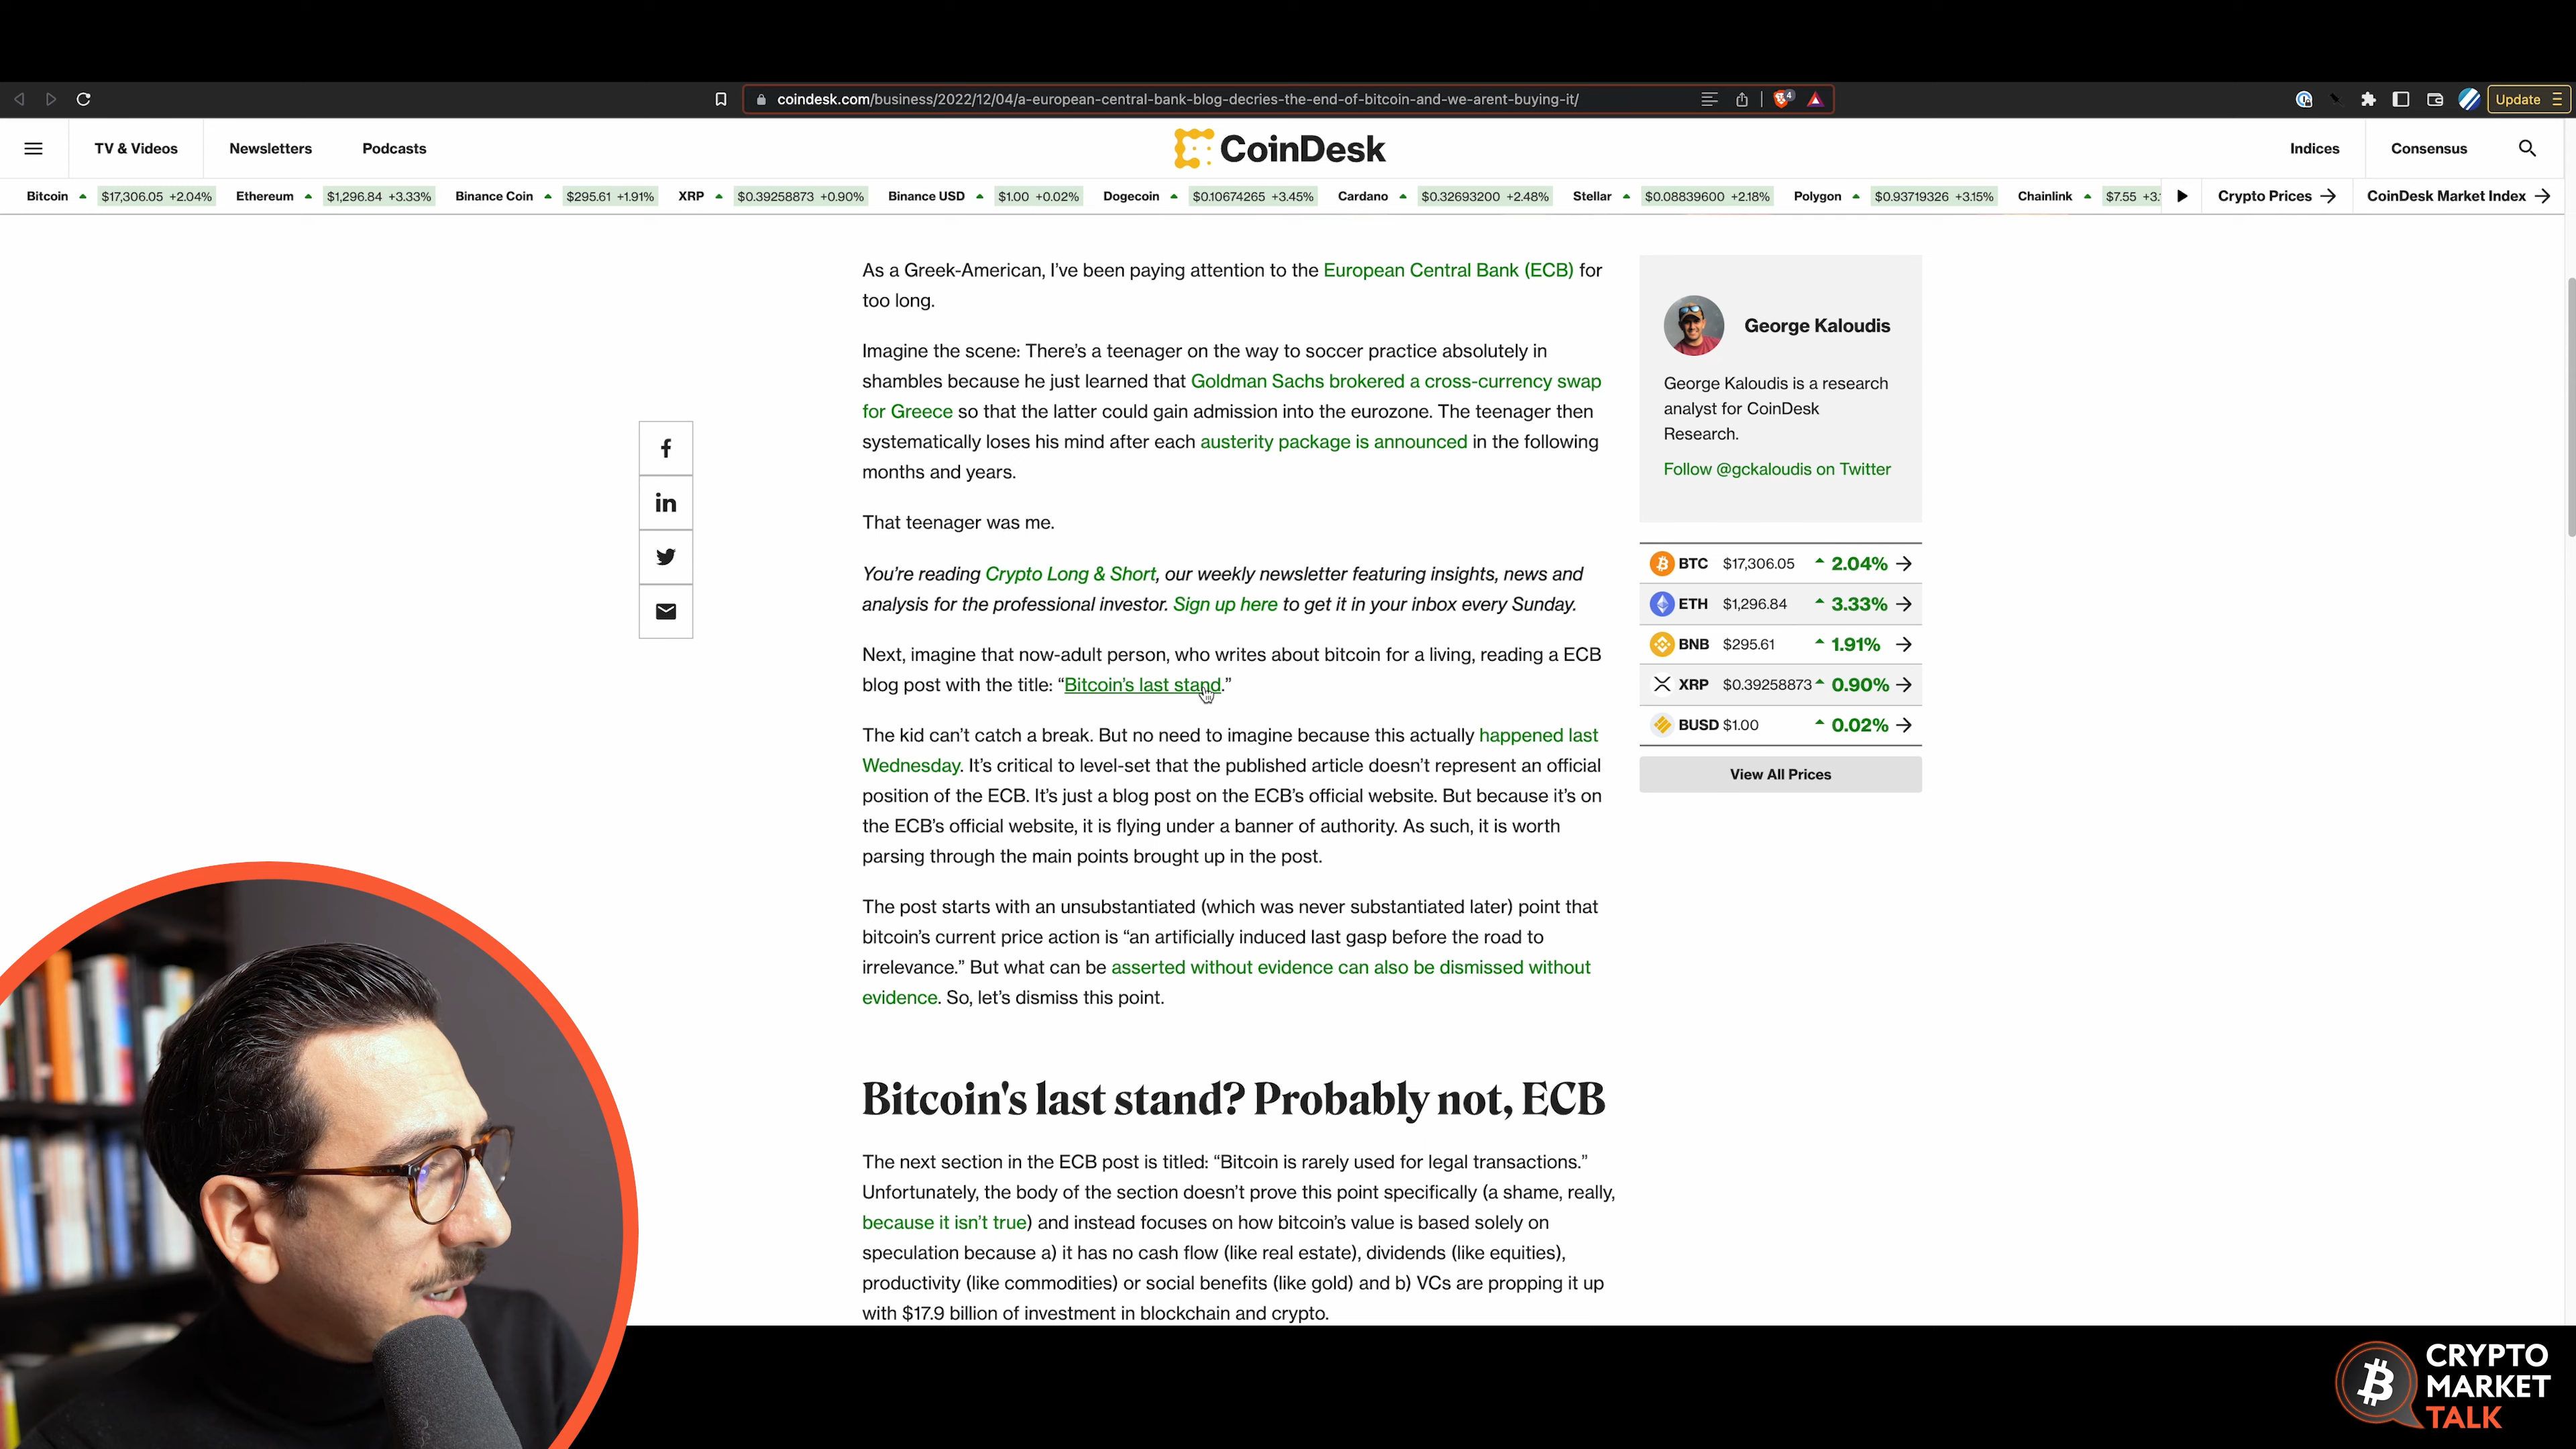 coindesk.com/business/2022/12/04/a-european-central-bank-blog-decries-the-end-of-bitcoin-and-we-arent-buying-it/
4
Update
TV & Videos
Newsletters
Podcasts
CoinDesk
Indices
Consensus
Bitcoin $17,306.05 +2.04% Ethereum $1,296.84 +3.33% Binance Coin $295.61 +1.91% XRP $0.39258873 +0.90% Binance USD $1.00 +0.02% Dogecoin $0.10674265 +3.45% Cardano $0.32693200 +2.48% Stellar $0.08839600 +2.18% Polygon $0.93719326 +3.15% Chainlink $7.55 Crypto Prices CoinDesk Market Index
As a Greek-American, I've been paying attention to the European Central Bank (ECB) for
too long.
Imagine the scene: There's a teenager on the way to soccer practice absolutely in
shambles because he just learned that Goldman Sachs brokered a cross-currency swap
for Greece so that the latter could gain admission into the eurozone. The teenager then
systematically loses his mind after each austerity package is announced in the following
months and years.
That teenager was me.
You're reading Crypto Long & Short, our weekly newsletter featuring insights, news and
analysis for the professional investor. Sign up here to get it in your inbox every Sunday.
Next, imagine that now-adult person, who writes about bitcoin for a living, reading a ECB
blog post with the title: “Bitcoin's last stand.”
The kid can't catch a break. But no need to imagine because this actually happened last
Wednesday. It's critical to level-set that the published article doesn't represent an official
position of the ECB. It's just a blog post on the ECB's official website. But because it's on
the ECB's official website, it is flying under a banner of authority. As such, it is worth
parsing through the main points brought up in the post.
The post starts with an unsubstantiated (which was never substantiated later) point that
bitcoin's current price action is “an artificially induced last gasp before the road to
irrelevance.” But what can be asserted without evidence can also be dismissed without
evidence. So, let's dismiss this point.
Bitcoin's last stand? Probably not, ECB
The next section in the ECB post is titled: “Bitcoin is rarely used for legal transactions.”
Unfortunately, the body of the section doesn't prove this point specifically (a shame, really,
because it isn't true) and instead focuses on how bitcoin's value is based solely on
speculation because a) it has no cash flow (like real estate), dividends (like equities),
productivity (like commodities) or social benefits (like gold) and b) VCs are propping it up
with $17.9 billion of investment in blockchain and crypto.
George Kaloudis
George Kaloudis is a research
analyst for CoinDesk
Research.
Follow @gckaloudis on Twitter
BTC $17,306.05 2.04%
ETH $1,296.84 3.33%
BNB $295.61 1.91%
XRP $0.39258873 0.90%
BUSD $1.00 0.02%
View All Prices
CRYPTO
MARKET
TALK